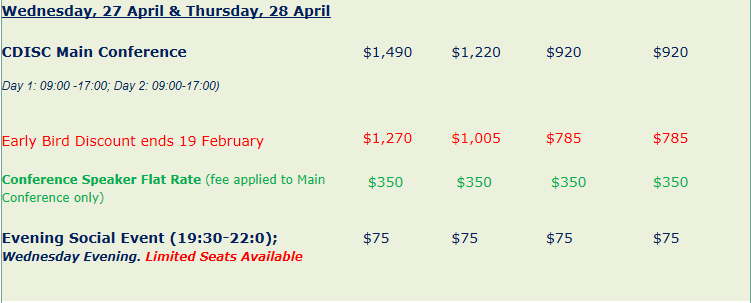 Wednesday, 27 April & Thursday, 28 April
CDISC Main Conference $1,490 $1,220 $920 $920
Day 1: 09:00 -17:00; Day 2: 09:00-17:00)
Early Bird Discount ends 19 February $1,270 $1,005 $785 $785
Conference Speaker Flat Rate (fee applied to Main $350 $350 $350 $350
Conference only)
Evening Social Event (19:30-22:0); $75 $75 $75 $75
Wednesday Evening. Limited Seats Available